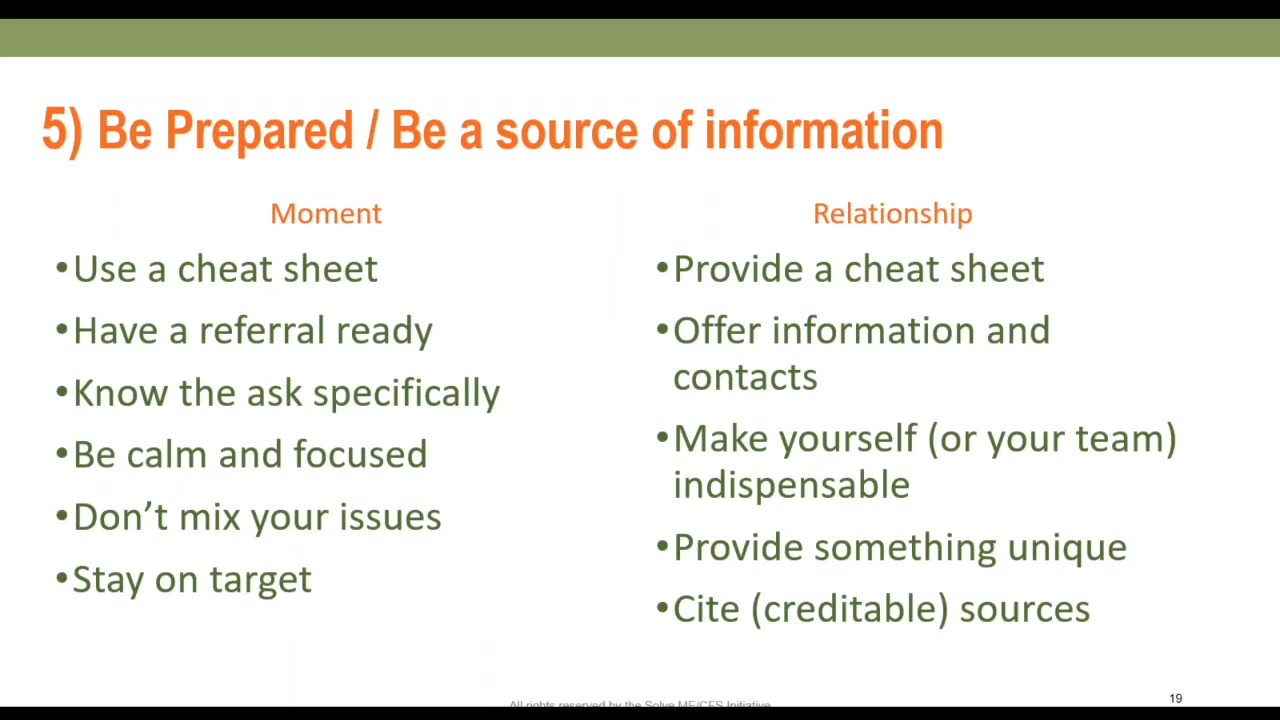 5) Be Prepared / Be a source of information
Moment
•Use a cheat sheet
•Have a referral ready
•Know the ask specifically
•Be calm and focused
•Don’t mix your issues
•Stay on target
Relationship
•Provide a cheat sheet
•Offer information and
contacts
•Make yourself (or your team)
indispensable
•Provide something unique
•Cite (creditable) sources
All rights reserved by the Solve ME/CFS Initiative
19